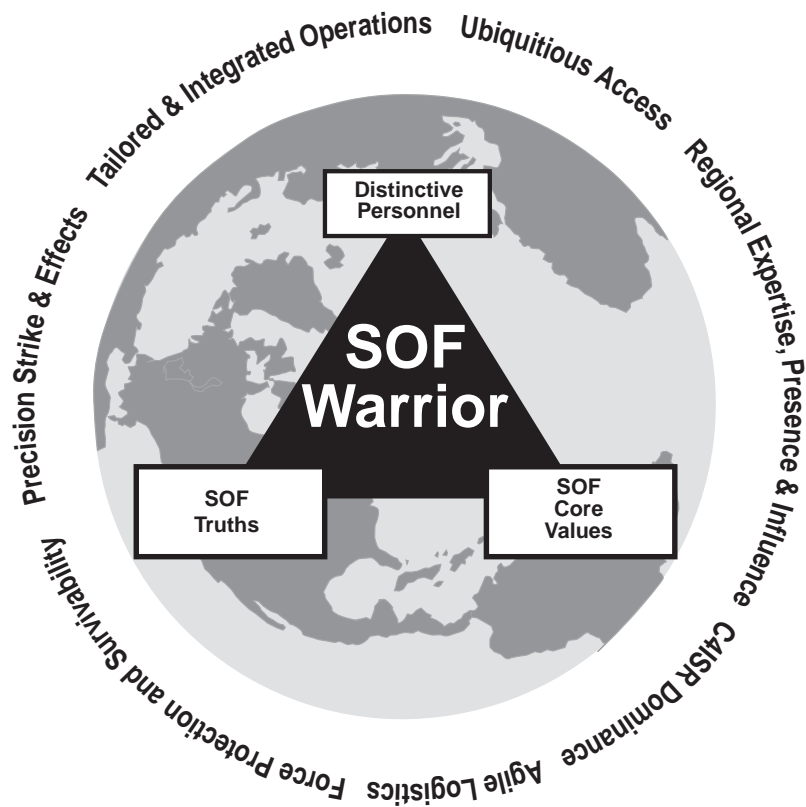 Tailored & Integrated Operations
Ubiquitious Access
Regional Expertise, Presence & Influence
C4ISR Dominance
Agile Logistics
Force Protection and Survivability
Precision Strike & Effects
Distinctive
Personnel
SOF
Warrior
SOF
Truths
SOF
Core
Values